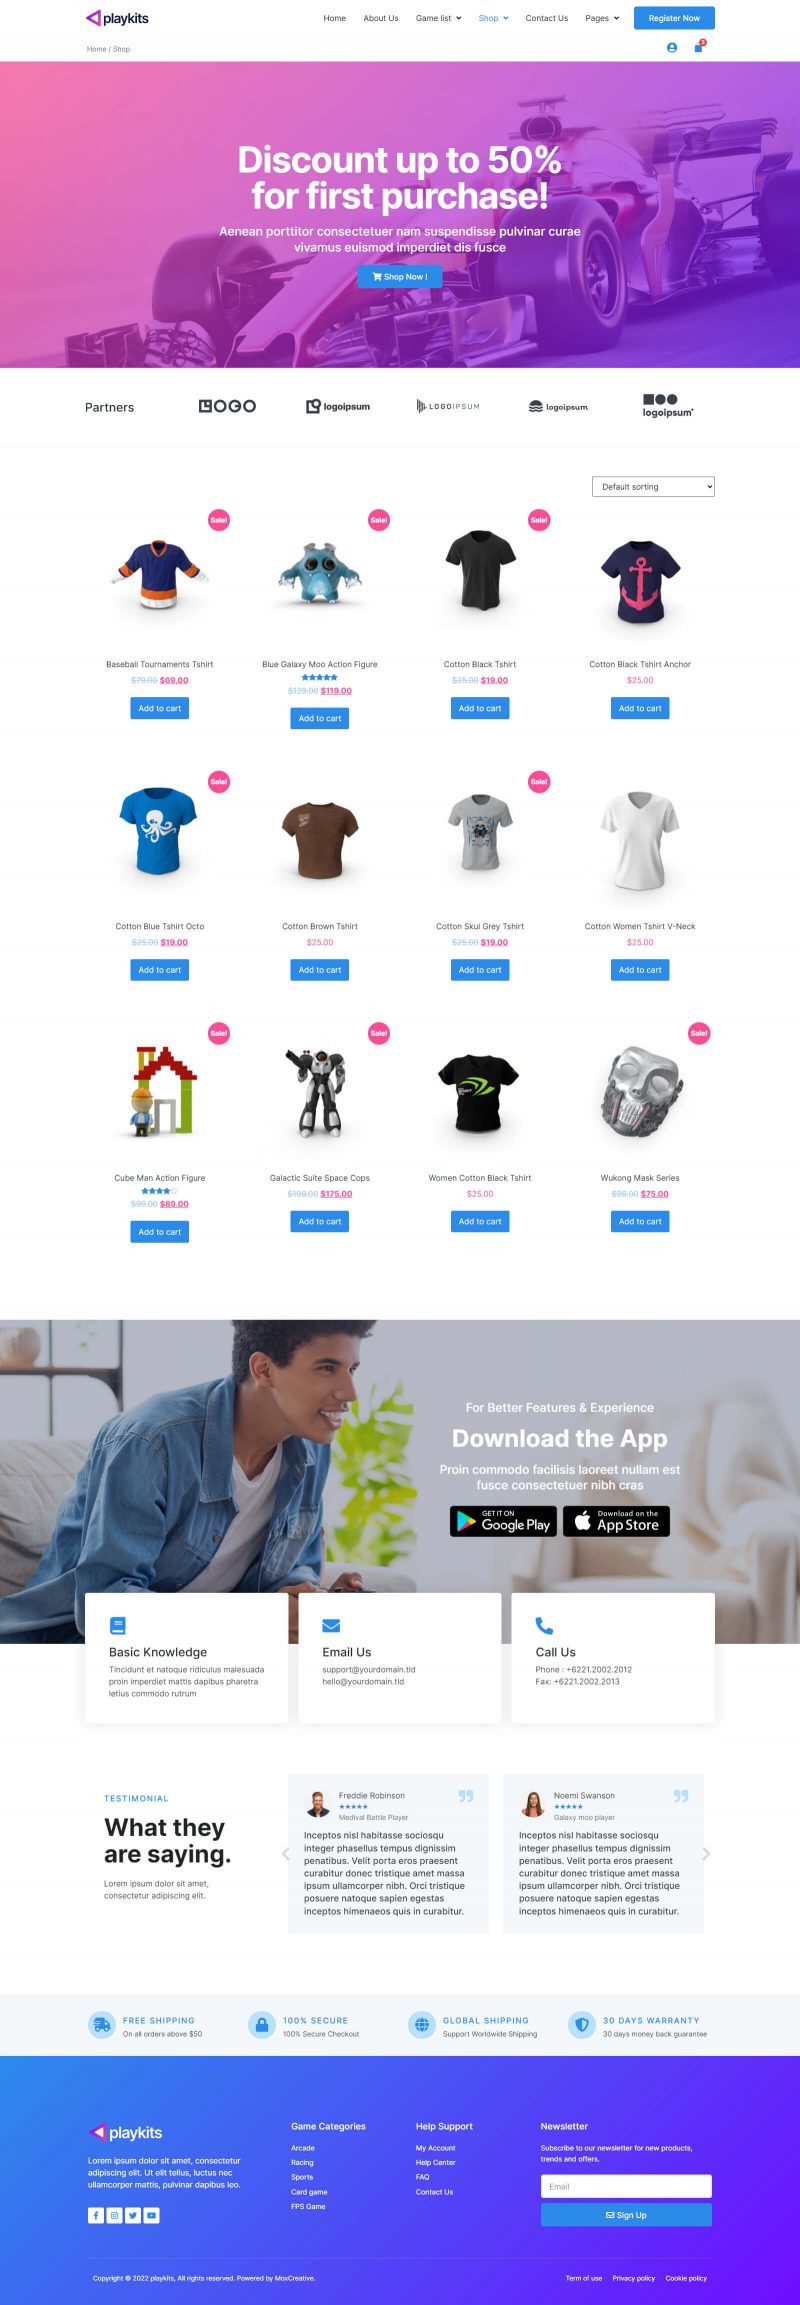 playkits
Home About Us Game list Shop Contact Us Pages Register Now
Home / Shop
3
Discount up to 50%
for first purchase!
Aenean porttitor consectetuer nam suspendisse pulvinar curae
vivamus euismod imperdiet dis fusce
Shop Now !
Partners
LOGO
logoipsum
LOGOIPSUM
logoipsum
logoipsum
Default sorting
Sale! Sale! Sale!
Baseball Tournaments Tshirt
$79.00 $69.00
Add to cart
Blue Galaxy Moo Action Figure
$129.00 $119.00
Add to cart
Cotton Black Tshirt
$25.00 $19.00
Add to cart
Cotton Black Tshirt Anchor
$25.00
Add to cart
Sale! Sale!
Cotton Blue Tshirt Octo
$25.00 $19.00
Add to cart
Cotton Brown Tshirt
$25.00
Add to cart
Cotton Skul Grey Tshirt
$25.00 $19.00
Add to cart
Cotton Women Tshirt V-Neck
$25.00
Add to cart
Sale! Sale! Sale!
Cube Man Action Figure
$99.00 $89.00
Add to cart
Galactic Suite Space Cops
$199.00 $175.00
Add to cart
Women Cotton Black Tshirt
$25.00
Add to cart
Wukong Mask Series
$99.00 $75.00
Add to cart
For Better Features & Experience
Download the App
Proin commodo facilisis laoreet nullam est
fusce consectetuer nibh cras
GET IT ON
Google Play
Download on the
App Store
Basic Knowledge
Tincidunt et natoque ridiculus malesuada
proin imperdiet mattis dapibus pharetra
letius commodo rutrum
Email Us
support@yourdomain.tld
hello@yourdomain.tld
Call Us
Phone : +6221.2002.2012
Fax: +6221.2002.2013
TESTIMONIAL
What they
are saying.
Lorem ipsum dolor sit amet,
consectetur adipiscing elit.
Freddie Robinson
Medival Battle Player
Inceptos nisl habitasse sociosqu
integer phasellus tempus dignissim
penatibus. Velit porta eros praesent
curabitur donec tristique amet massa
ipsum ullamcorper nibh. Orci tristique
posuere natoque sapien egestas
inceptos himenaeos quis in curabitur.
Noemi Swanson
Galaxy moo player
Inceptos nisl habitasse sociosqu
integer phasellus tempus dignissim
penatibus. Velit porta eros praesent
curabitur donec tristique amet massa
ipsum ullamcorper nibh. Orci tristique
posuere natoque sapien egestas
inceptos himenaeos quis in curabitur.
FREE SHIPPING
On all orders above $50
100% SECURE
100% Secure Checkout
GLOBAL SHIPPING
Support Worldwide Shipping
30 DAYS WARRANTY
30 days money back guarantee
playkits
Lorem ipsum dolor sit amet, consectetur
adipiscing elit. Ut elit tellus, luctus nec
ullamcorper mattis, pulvinar dapibus leo.
Game Categories
Arcade
Racing
Sports
Card game
FPS Game
Help Support
My Account
Help Center
FAQ
Contact Us
Newsletter
Subscribe to our newsletter for new products,
trends and offers.
Email
Sign Up
Copyright © 2022 playkits, All rights reserved. Powered by MoxCreative.
Term of use Privacy policy Cookie policy